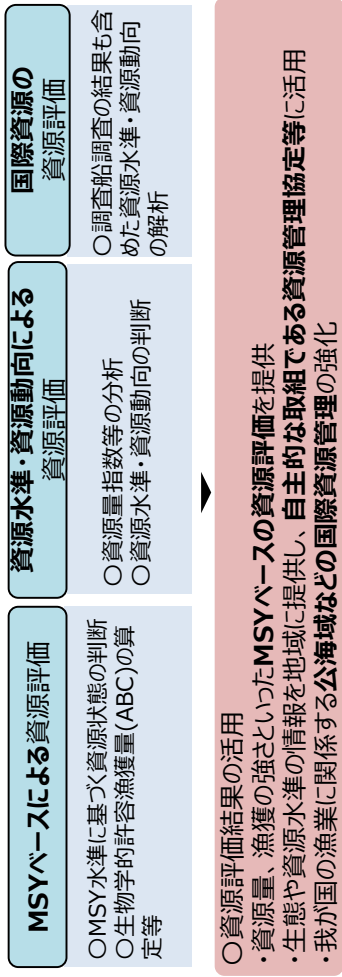 MSYベースによる資源評価
〇MSY水準に基づく資源状態の判断
〇生物学的許容漁獲量(ABC)の算
定等
資源水準・資源動向による
資源評価
〇資源量指数等の分析
〇資源水準・資源動向の判断
国際資源の
資源評価
〇調査船調査の結果も含
めた資源水準・資源動向
の解析
〇資源評価結果の活用
・資源量、漁獲の強さといったMSYベースの資源評価を提供
・生態や資源水準の情報を地域に提供し、自主的な取組である資源管理協定等に活用
・我が国の漁業に関係する公海域などの国際資源管理の強化